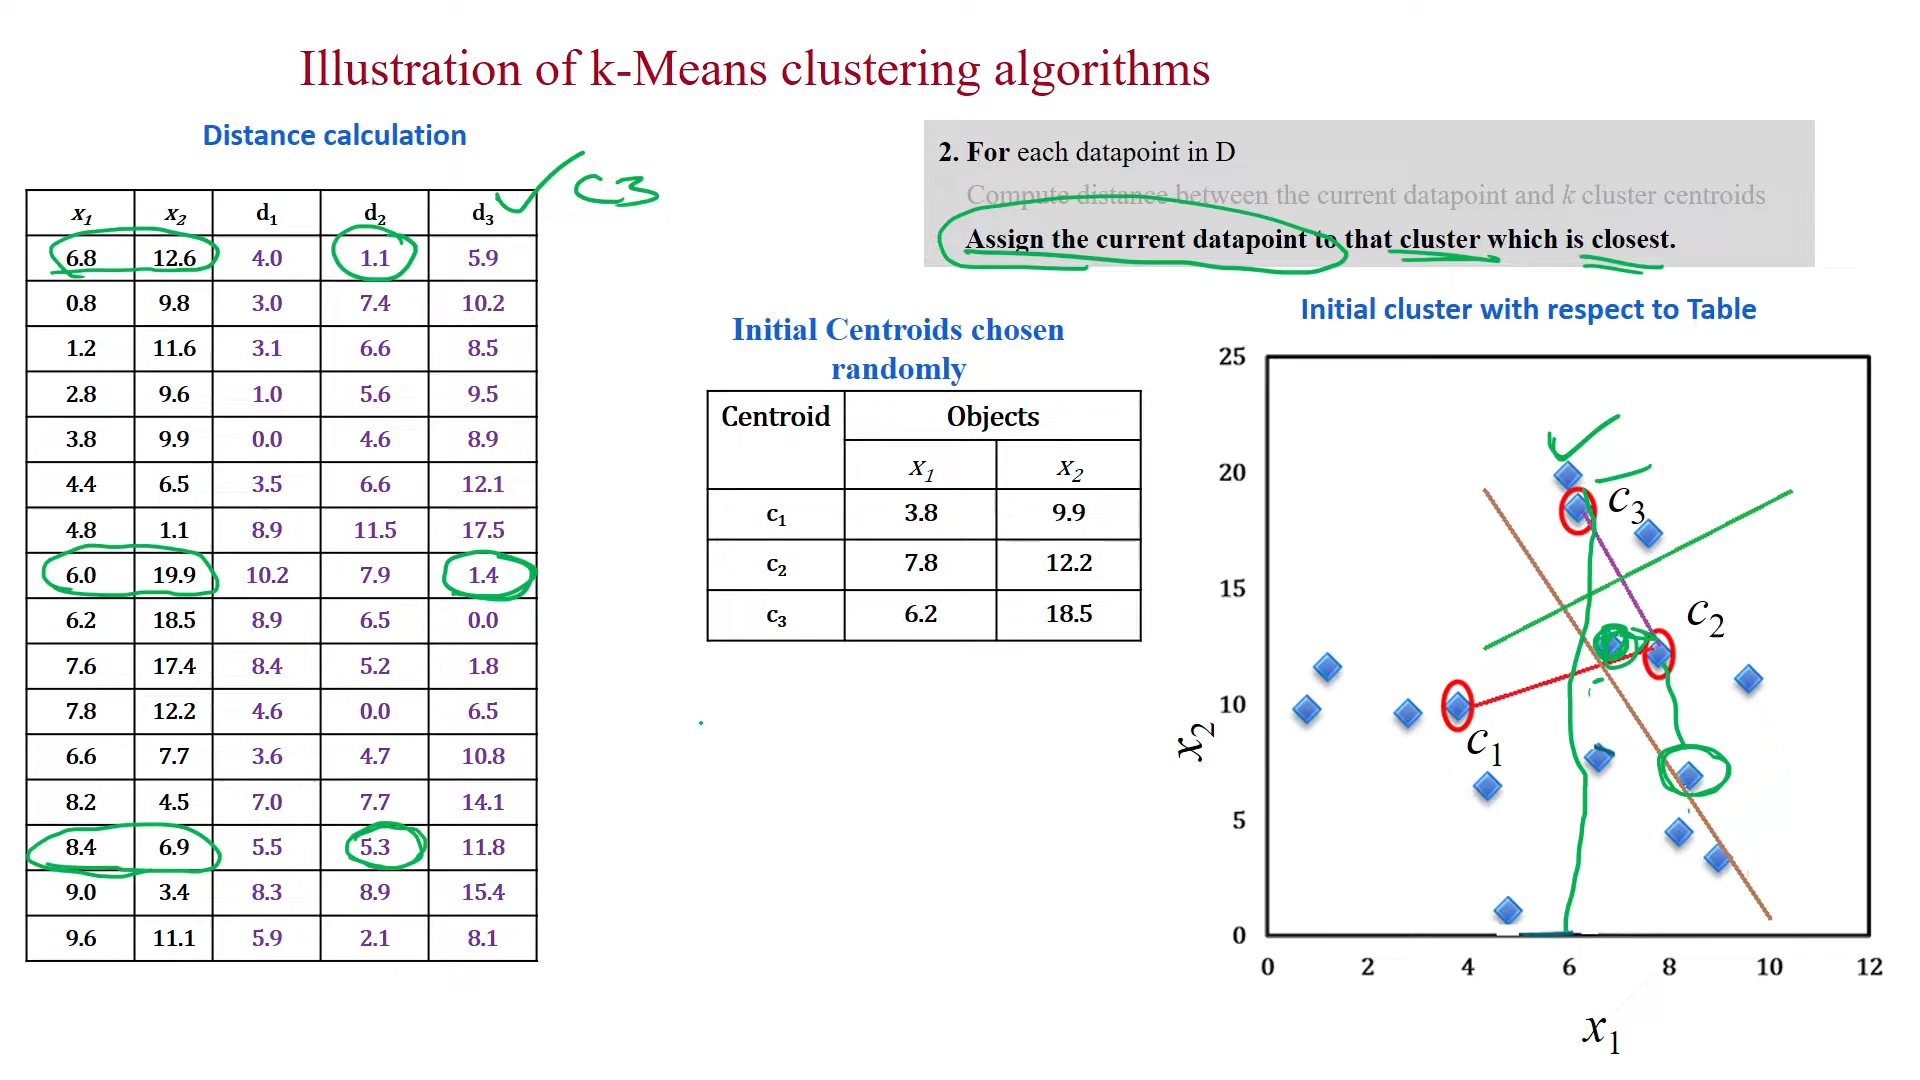 Illustration of k-Means clustering algorithms
Distance calculation
c3
x1 x2 d1 d2 d3
6.8 12.6 4.0 1.1 5.9
0.8 9.8 3.0 7.4 10.2
1.2 11.6 3.1 6.6 8.5
2.8 9.6 1.0 5.6 9.5
3.8 9.9 0.0 4.6 8.9
4.4 6.5 3.5 6.6 12.1
4.8 1.1 8.9 11.5 17.5
6.0 19.9 10.2 7.9 1.4
6.2 18.5 8.9 6.5 0.0
7.6 17.4 8.4 5.2 1.8
7.8 12.2 4.6 0.0 6.5
6.6 7.7 3.6 4.7 10.8
8.2 4.5 7.0 7.7 14.1
8.4 6.9 5.5 5.3 11.8
9.0 3.4 8.3 8.9 15.4
9.6 11.1 5.9 2.1 8.1
2. For each datapoint in D
Compute distance between the current datapoint and k cluster centroids
Assign the current datapoint to that cluster which is closest.
Initial Centroids chosen
randomly
Centroid Objects
x1 x2
c1 3.8 9.9
c2 7.8 12.2
c3 6.2 18.5
Initial cluster with respect to Table
25
20
15
10
5
0
x2
c3
c2
c1
0 2 4 6 8 10 12
x1